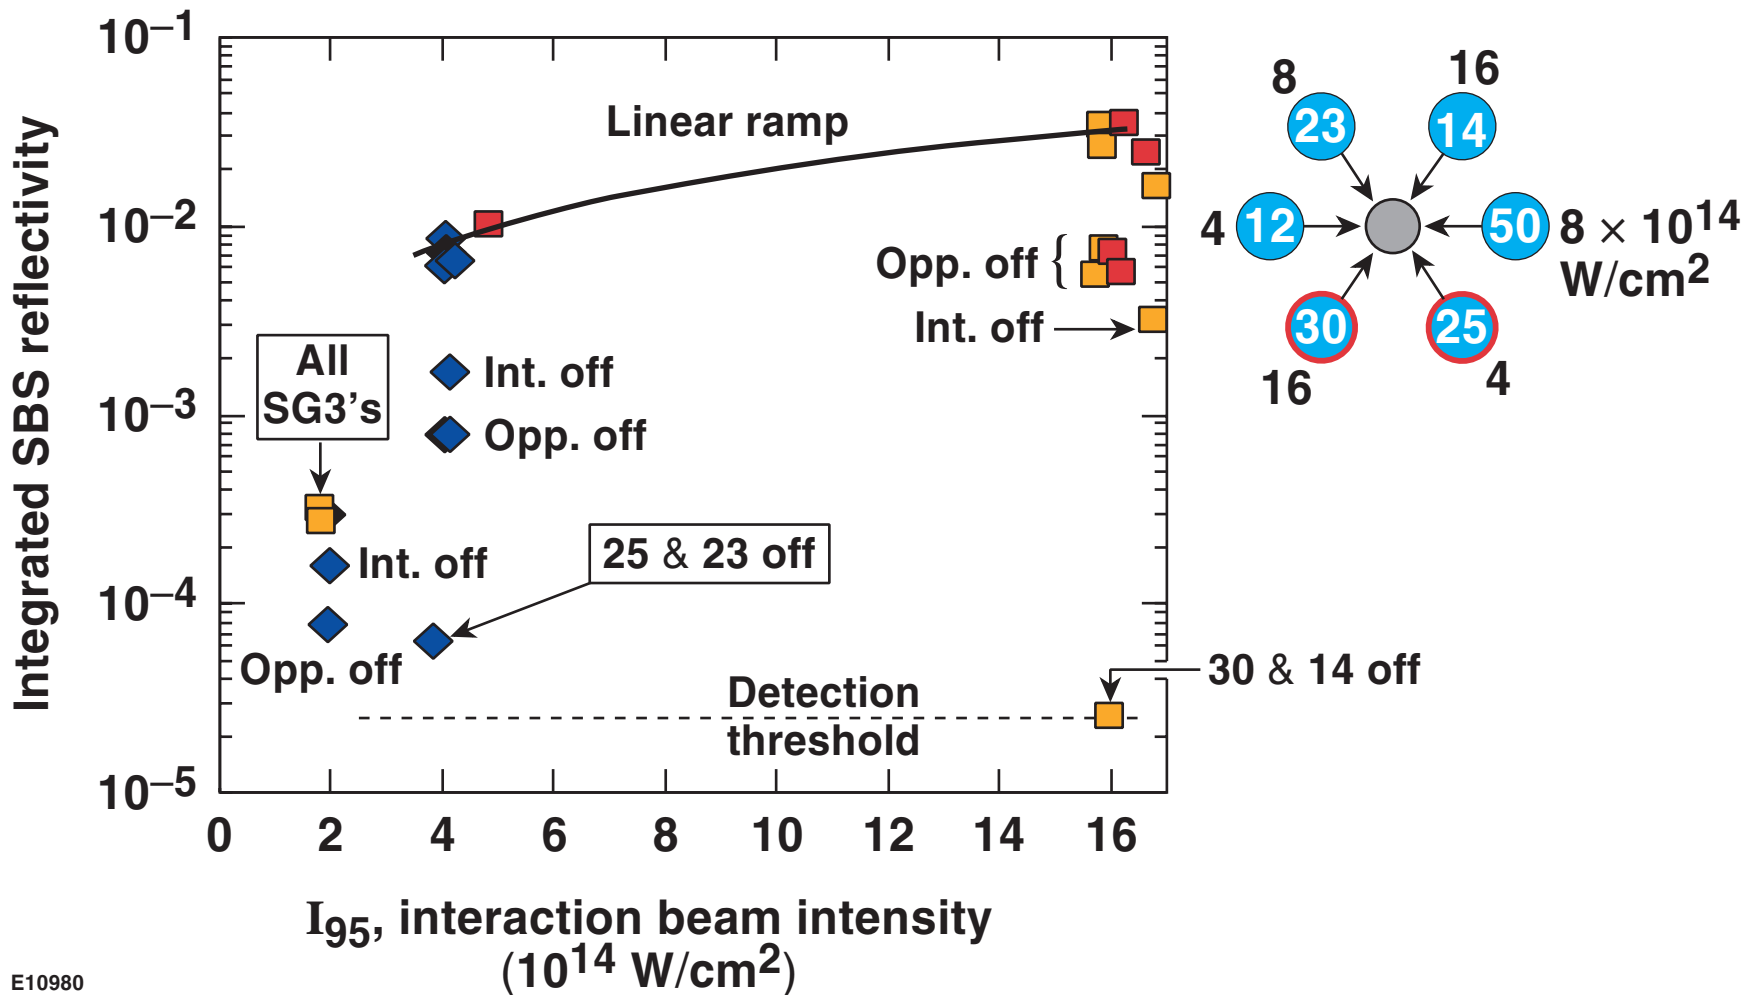 Integrated SBS reflectivity
10⁻¹
10⁻²
10⁻³
10⁻⁴
10⁻⁵
Linear ramp
Opp. off {
Int. off
All
SG3's
Int. off
Opp. off
Int. off
25 & 23 off
Opp. off
Detection
threshold
30 & 14 off
0 2 4 6 8 10 12 14 16
I₉₅, interaction beam intensity
(10¹⁴ W/cm²)
8 16
23 14
4 12 50 8 × 10¹⁴
W/cm²
30 25
16 4
E10980